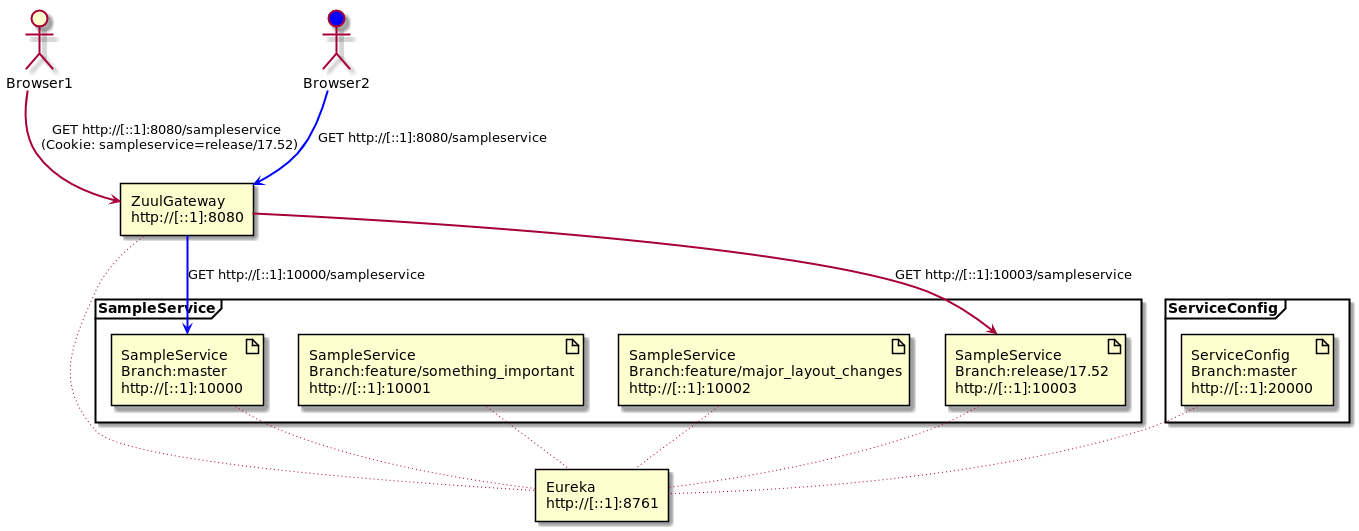 Browser1
Browser2
GET http://[::1]:8080/sampleservice
(Cookie: sampleservice=release/17.52)
GET http://[::1]:8080/sampleservice
ZuulGateway
http://[::1]:8080
GET http://[::1]:10000/sampleservice
GET http://[::1]:10003/sampleservice
SampleService
SampleService
Branch:master
http://[::1]:10000
SampleService
Branch:feature/something_important
http://[::1]:10001
SampleService
Branch:feature/major_layout_changes
http://[::1]:10002
SampleService
Branch:release/17.52
http://[::1]:10003
ServiceConfig
ServiceConfig
Branch:master
http://[::1]:20000
Eureka
http://[::1]:8761